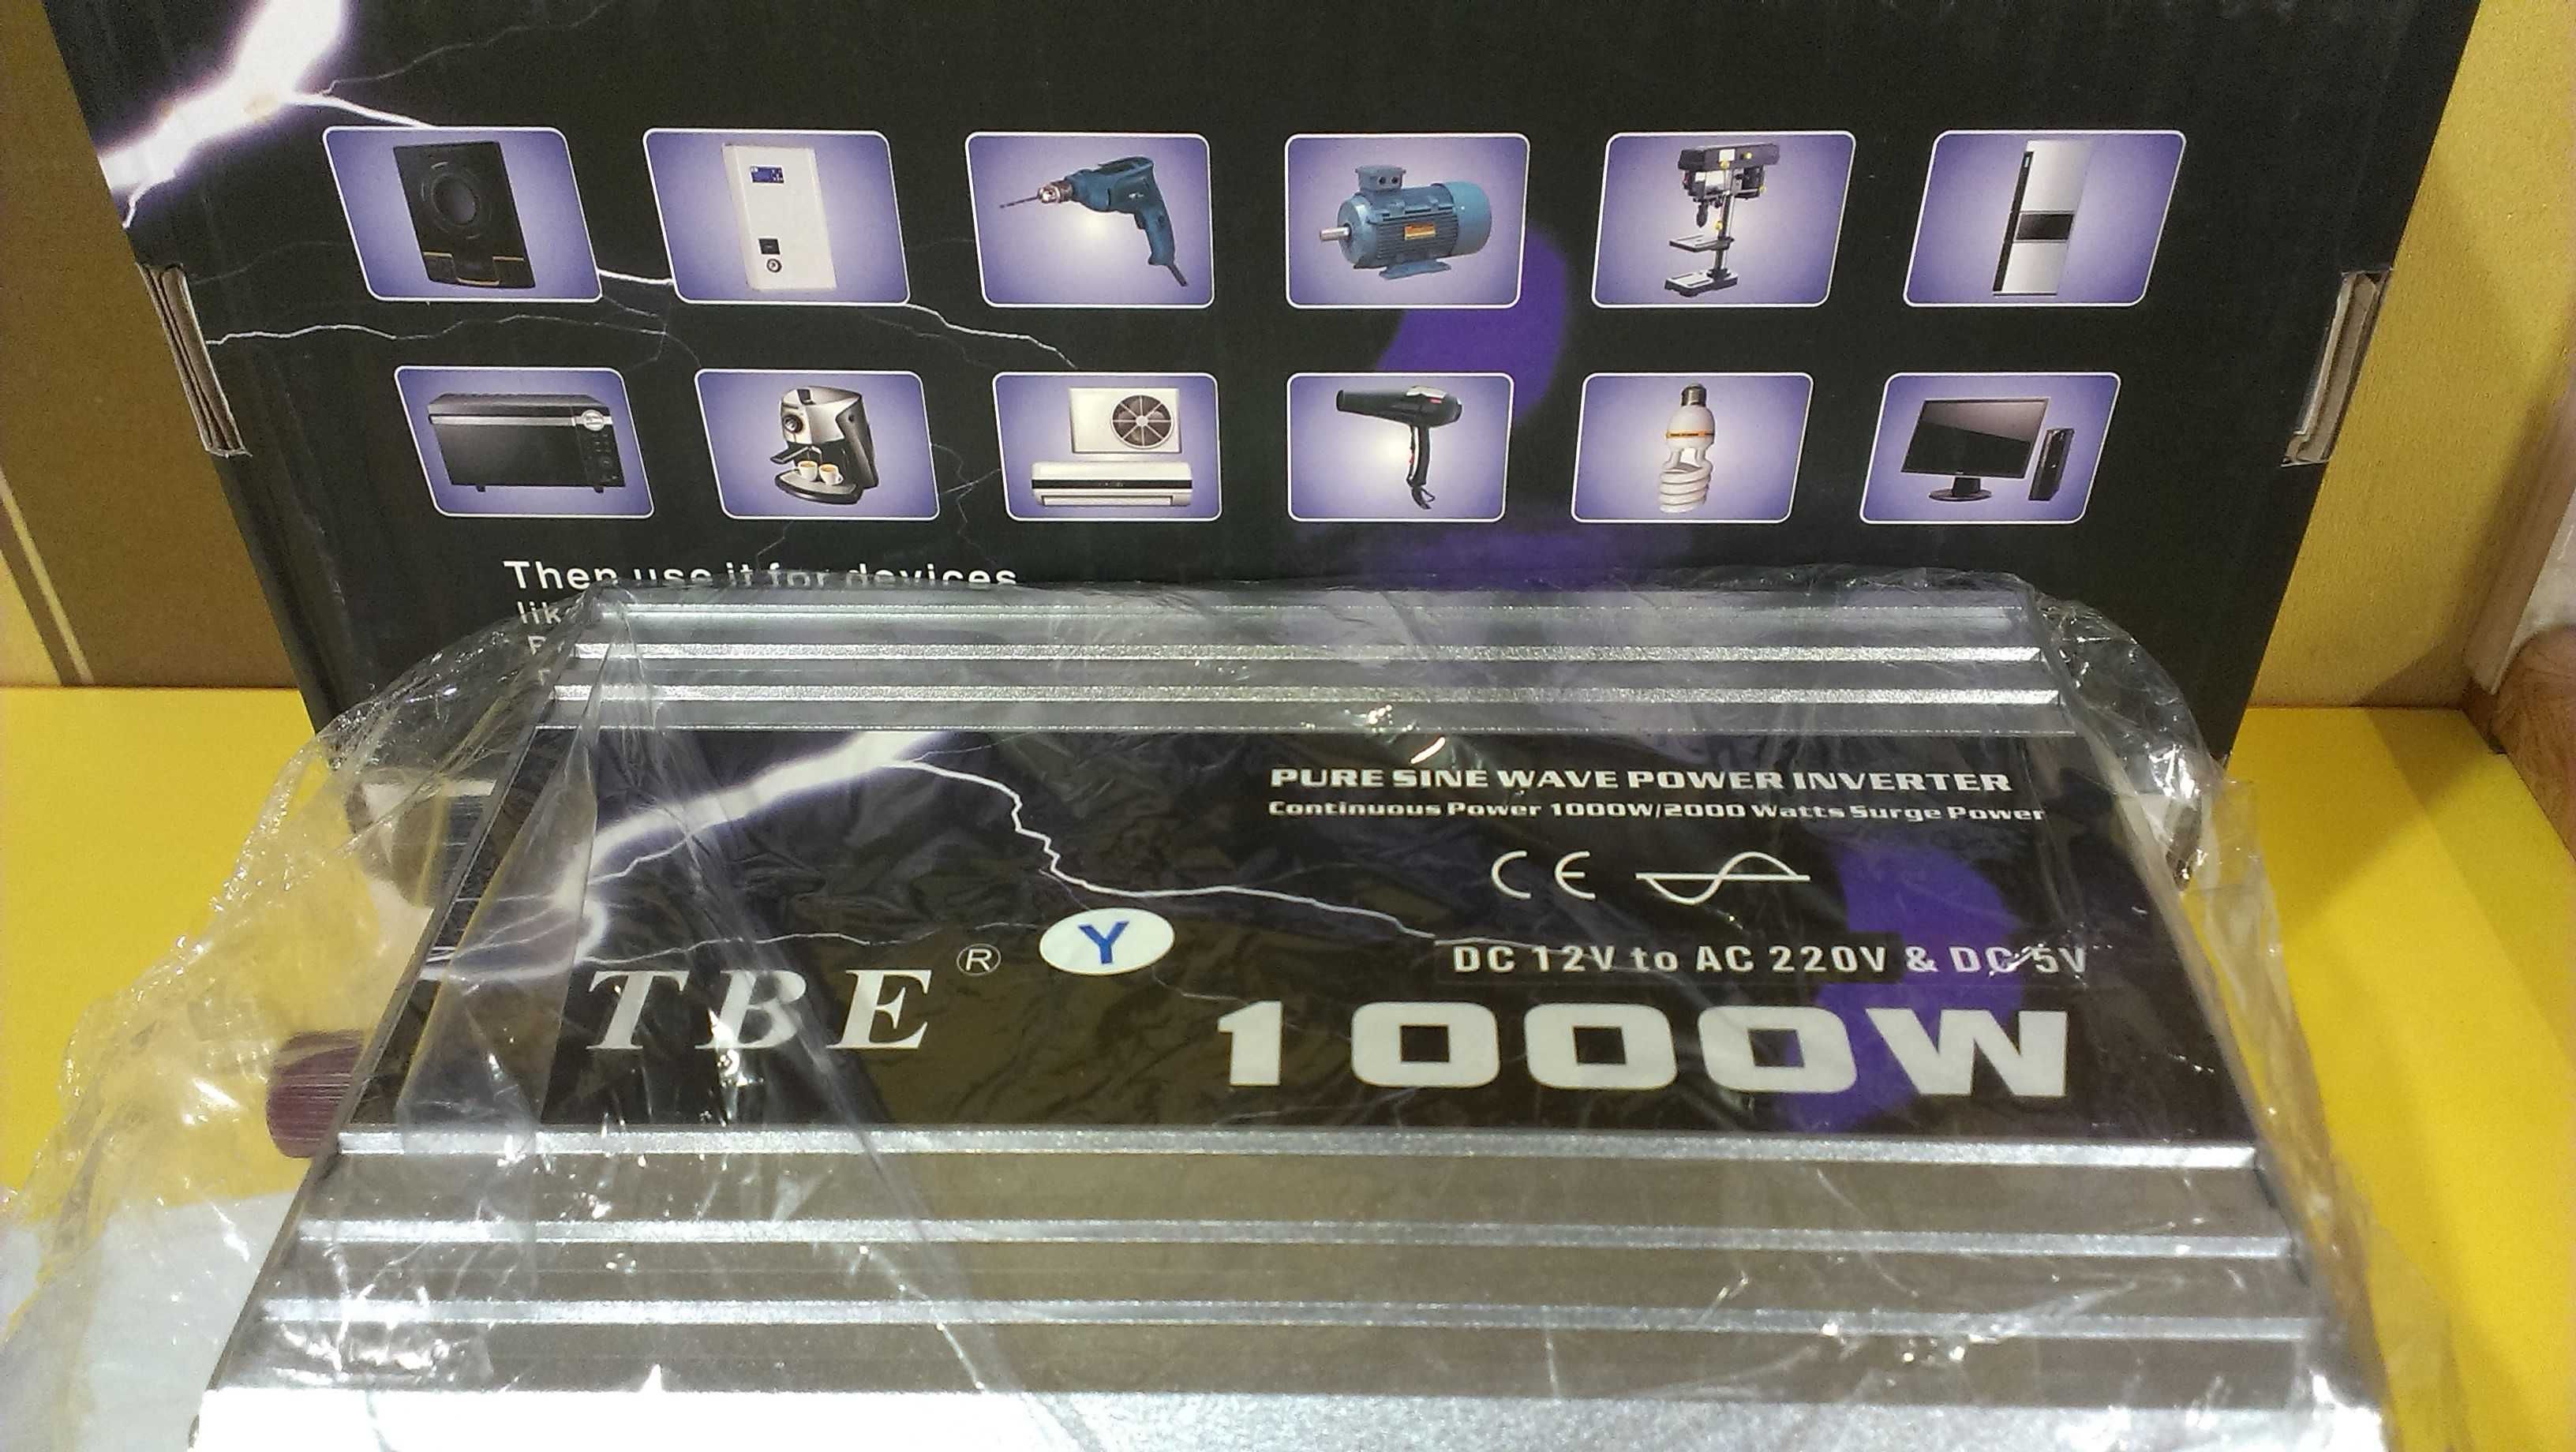 Then use it for devices
PURE SINE WAVE POWER INVERTER
Continuous Power 1000W/2000 Watts Surge Power
CE
TBE ® Y
DC 12V to AC 220V & DC 5V
1000W